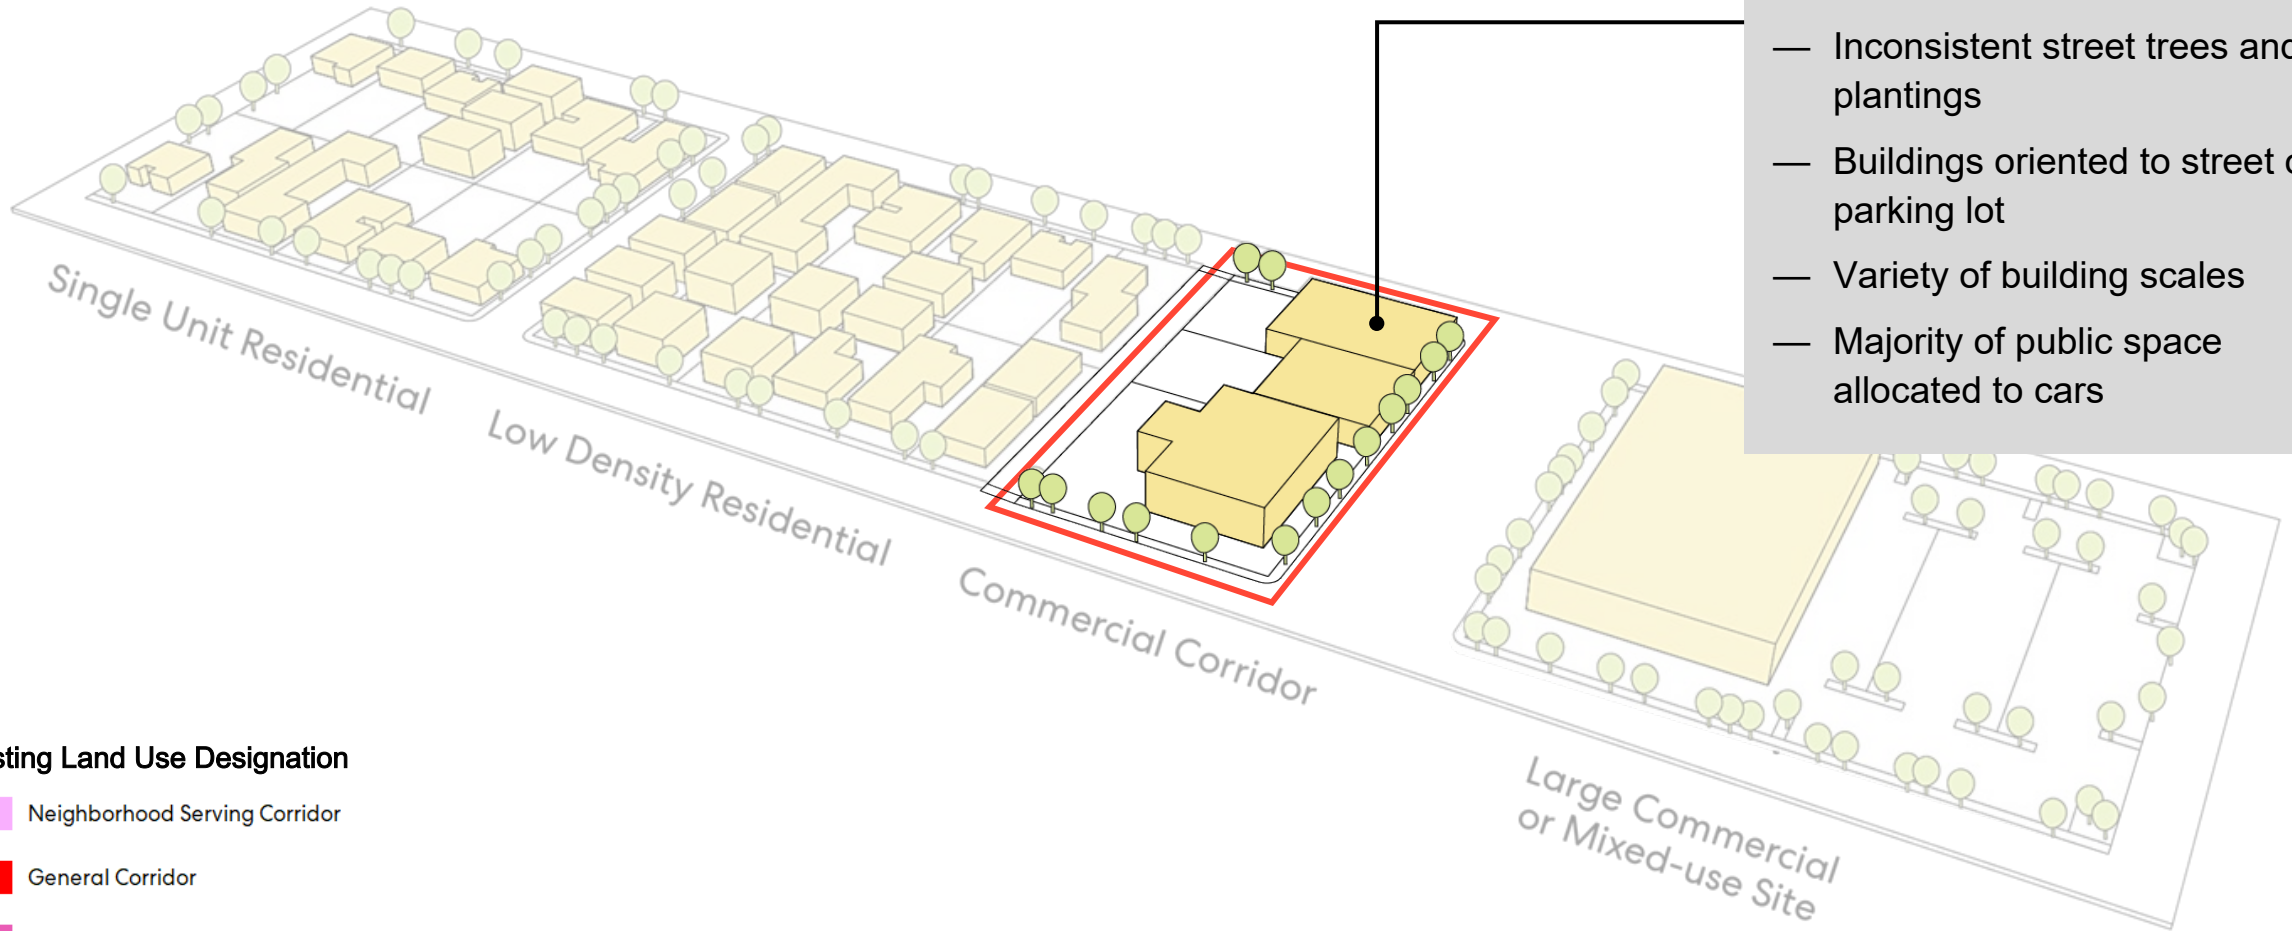 — Inconsistent street trees and
plantings
— Buildings oriented to street
parking lot
— Variety of building scales
— Majority of public space
allocated to cars
Single Unit Residential
Low Density Residential
Commercial Corridor
Large Commercial
or Mixed-use Site
sting Land Use Designation
Neighborhood Serving Corridor
General Corridor